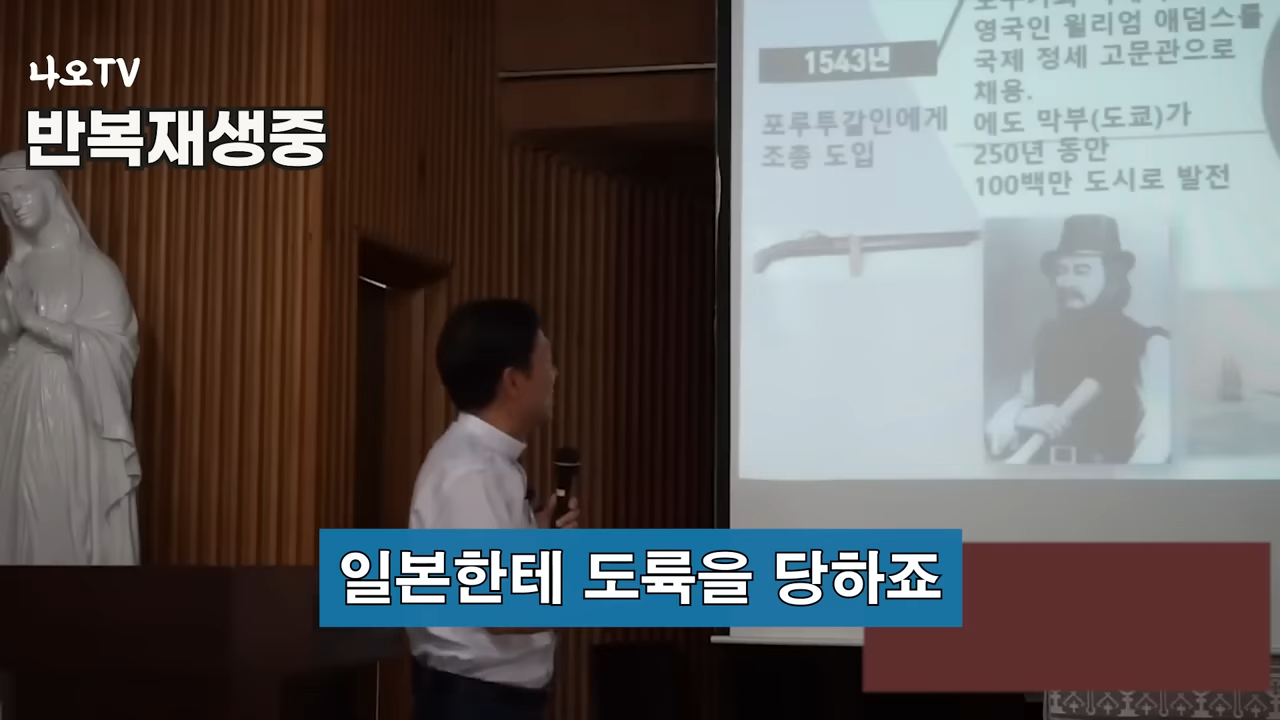 나오TV
반복재생중
영국인 윌리엄 애덤스를
국제 정세 고문관으로
채용.
에도 막부(도쿄)가
250년 동안
100백만 도시로 발전
1543년
포루투갈인에게
조총 도입
일본한테 도륙을 당하죠